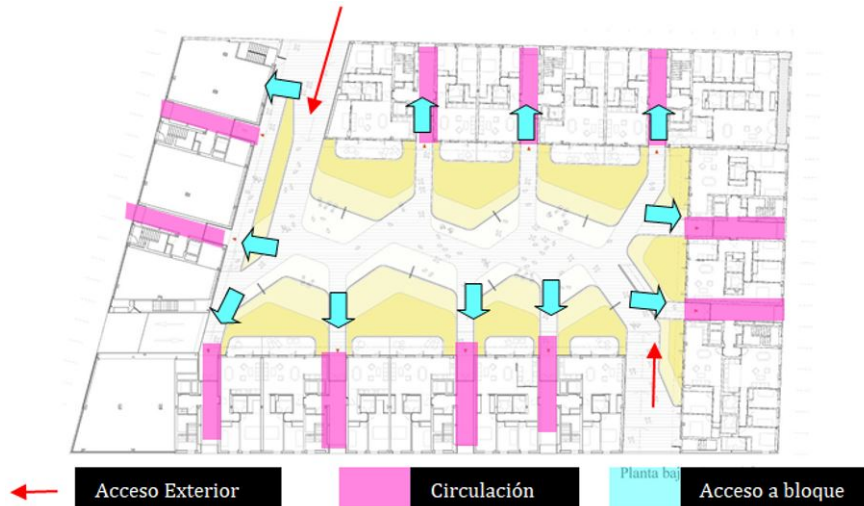 Planta baj
Acceso Exterior
Circulación
Acceso a bloque